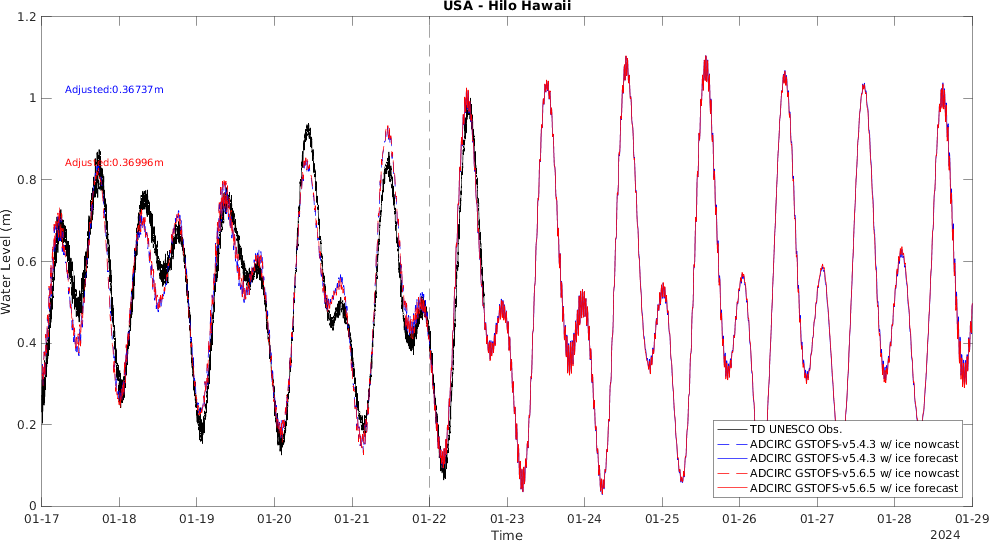 USA - Hilo Hawaii
1.2
1
0.8
0.6
0.4
0.2
0
Water Level (m)
Adjusted:0.36737m
Adjusted:0.36996m
TD UNESCO Obs.
ADCIRC GSTOFS-v5.4.3 w/ ice nowcast
ADCIRC GSTOFS-v5.4.3 w/ ice forecast
ADCIRC GSTOFS-v5.6.5 w/ ice nowcast
ADCIRC GSTOFS-v5.6.5 w/ ice forecast
01-17 01-18 01-19 01-20 01-21 01-22 01-23 01-24 01-25 01-26 01-27 01-28 01-29
Time
2024